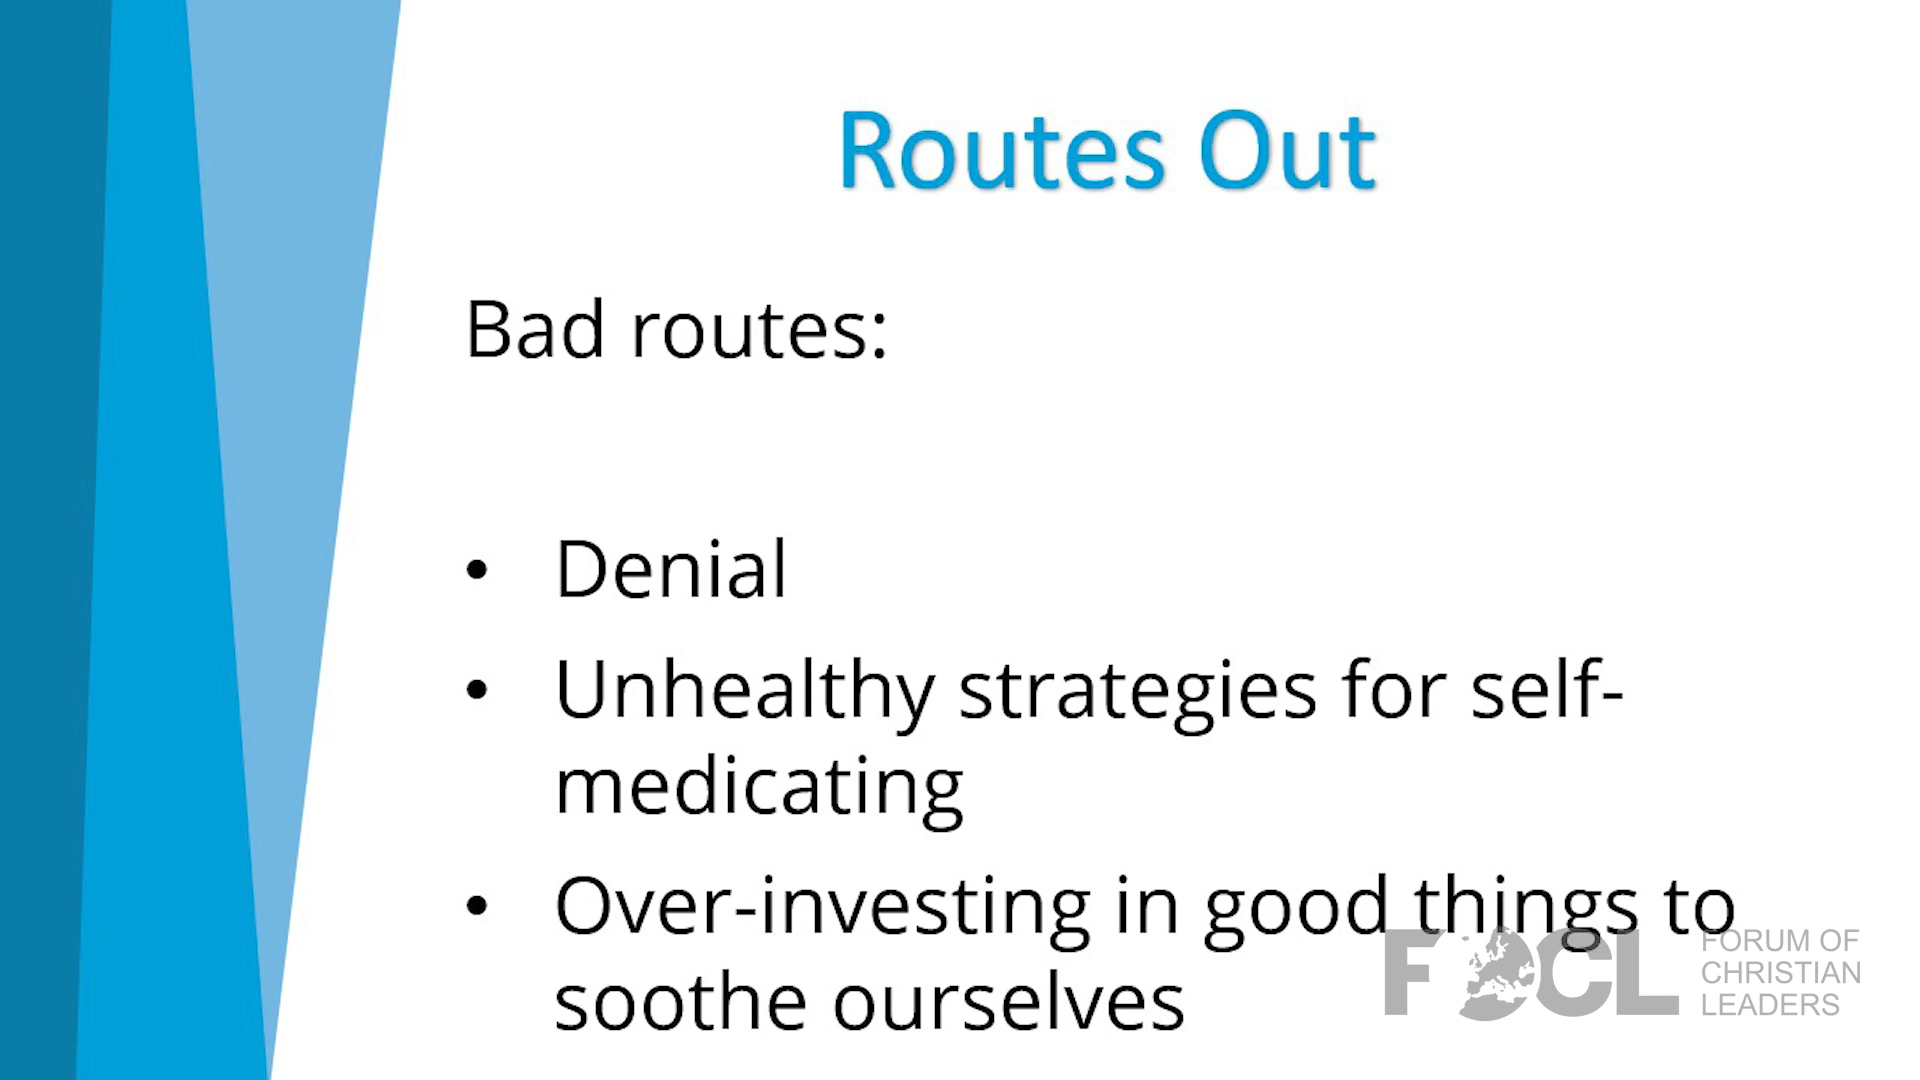 Routes Out
Bad routes:
• Denial
• Unhealthy strategies for self-
medicating
• Over-investing in good things to
soothe ourselves
FOCL
FORUM OF
CHRISTIAN
LEADERS